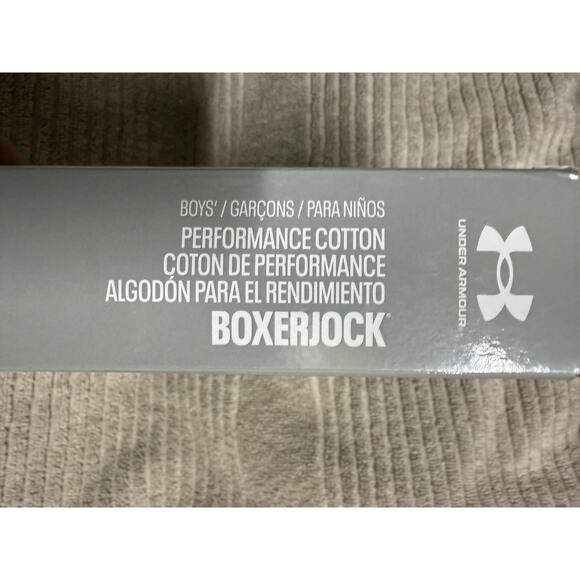 BOYS' / GARÇONS / PARA NIÑOS
PERFORMANCE COTTON
COTON DE PERFORMANCE
ALGODÓN PARA EL RENDIMIENTO
BOXERJOCK®
UNDER ARMOUR®